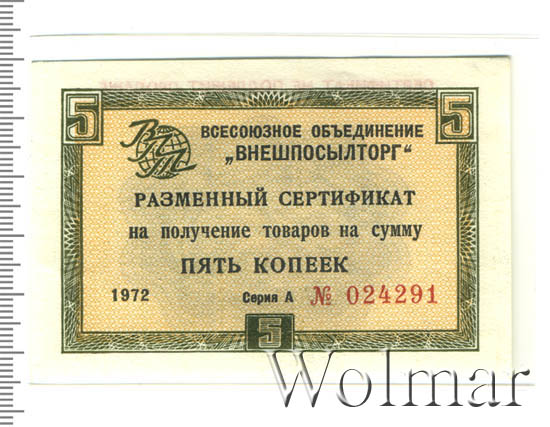 5 5
ВСЕСОЮЗНОЕ ОБЪЕДИНЕНИЕ
„ВНЕШПОСЫЛТОРГ"
РАЗМЕННЫЙ СЕРТИФИКАТ
на получение товаров на сумму
ПЯТЬ КОПЕЕК
1972 Серия А № 024291
5
Wolmar